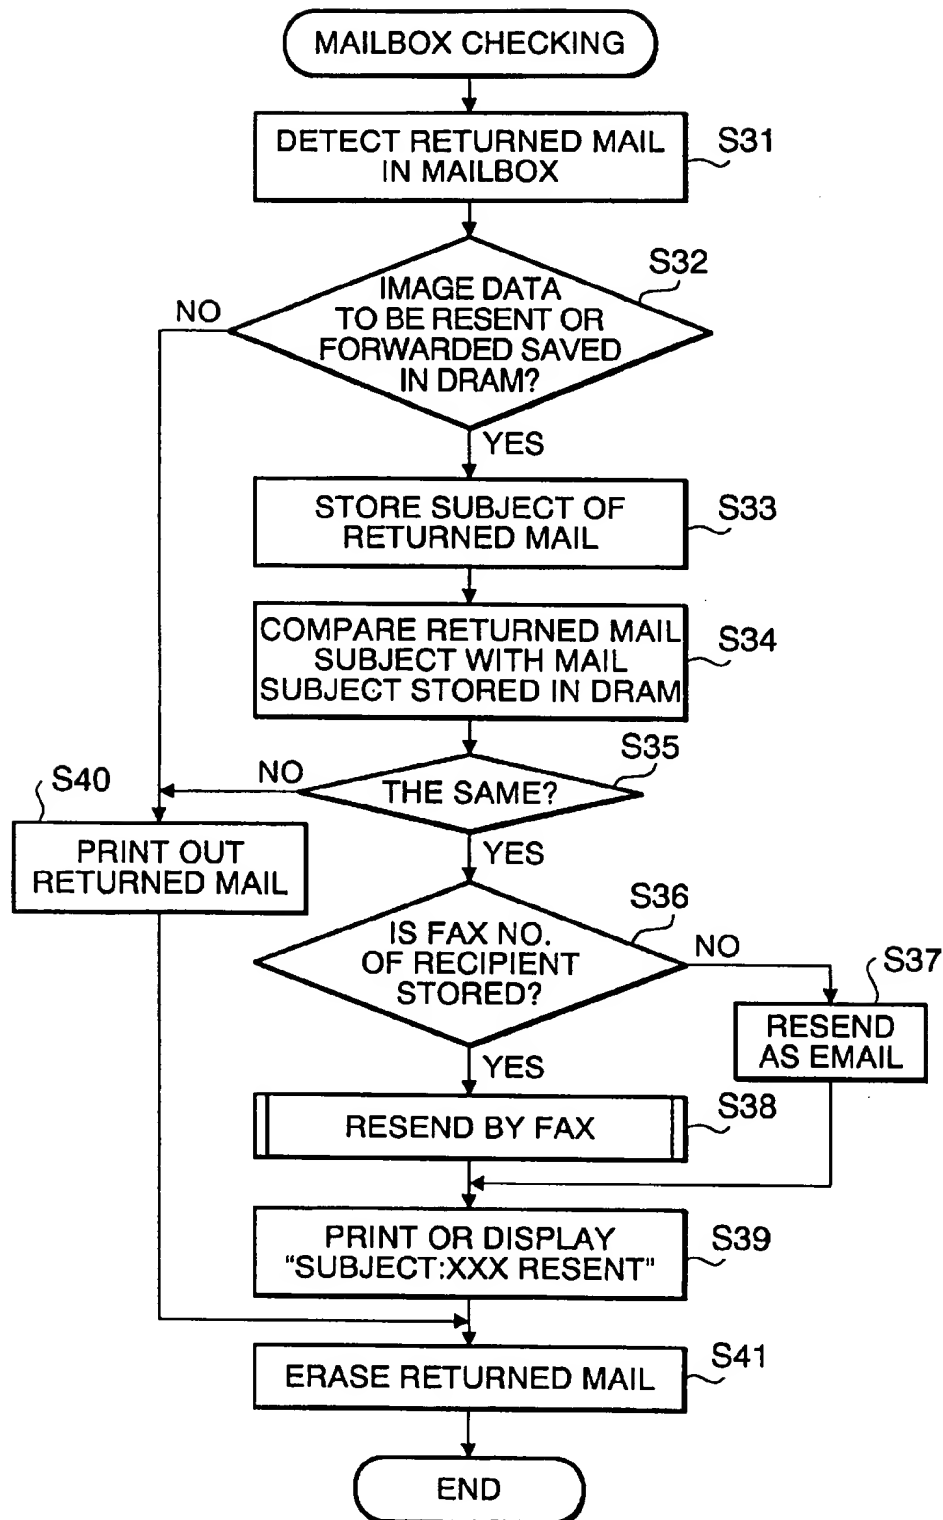 MAILBOX CHECKING
DETECT RETURNED MAIL
IN MAILBOX
S31
S32
IMAGE DATA
TO BE RESENT OR
FORWARDED SAVED
IN DRAM?
NO
YES
STORE SUBJECT OF
RETURNED MAIL
S33
COMPARE RETURNED MAIL
SUBJECT WITH MAIL
SUBJECT STORED IN DRAM
S34
S35
THE SAME?
NO
S40
PRINT OUT
RETURNED MAIL
YES
S36
IS FAX NO.
OF RECIPIENT
STORED?
NO
S37
RESEND
AS EMAIL
YES
RESEND BY FAX
S38
PRINT OR DISPLAY
"SUBJECT:XXX RESENT"
S39
ERASE RETURNED MAIL
S41
END